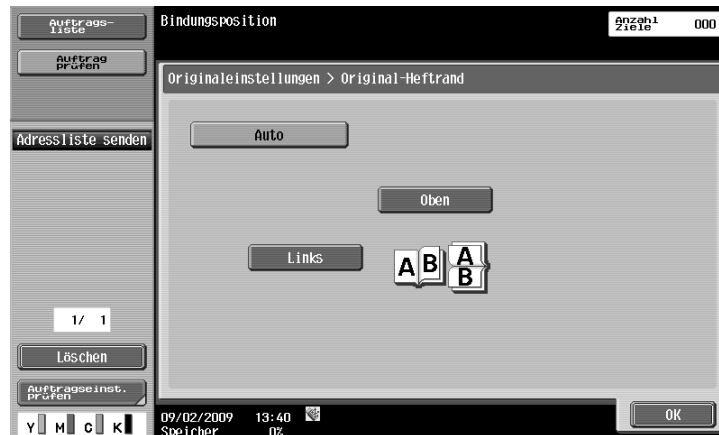 Auftrags-
liste
Bindungsposition
Anzahl
Ziele
000
Auftrag
prüfen
Originaleinstellungen > Original-Heftrand
Adressliste senden
Auto
Oben
Links
A B A
B
1/ 1
Löschen
Auftragseinst.
prüfen
OK
09/02/2009 13:40
Y M C K
Speicher 0%